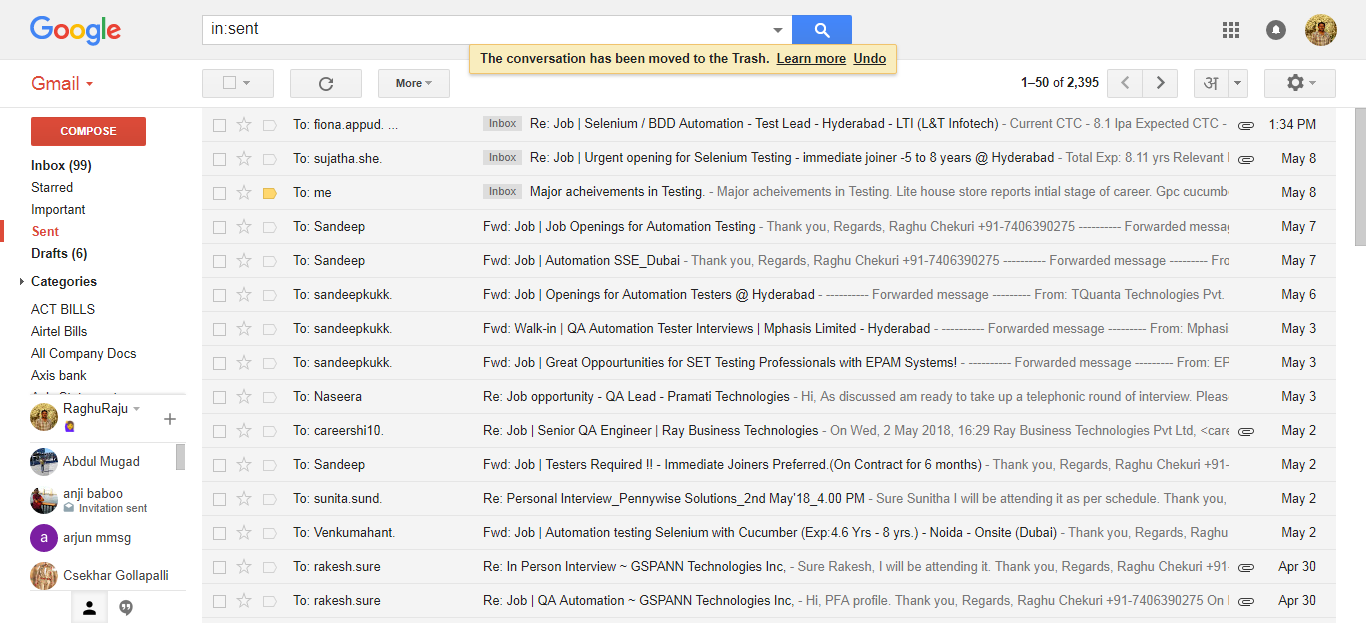 Google
in:sent
The conversation has been moved to the Trash. Learn more Undo
Gmail
More
1–50 of 2,395
अ
COMPOSE
Inbox (99)
Starred
Important
Sent
Drafts (6)
Categories
ACT BILLS
Airtel Bills
All Company Docs
Axis bank
RaghuRaju
Abdul Mugad
anji baboo
Invitation sent
a arjun mmsg
Csekhar Gollapalli
To: fiona.appud. ... Inbox Re: Job | Selenium / BDD Automation - Test Lead - Hyderabad - LTI (L&T Infotech) - Current CTC - 8.1 lpa Expected CTC - 1:34 PM
To: sujatha.she. Inbox Re: Job | Urgent opening for Selenium Testing - immediate joiner -5 to 8 years @ Hyderabad - Total Exp: 8.11 yrs Relevant May 8
To: me Inbox Major acheivements in Testing. - Major acheivements in Testing. Lite house store reports intial stage of career. Gpc cucumb May 8
To: Sandeep Fwd: Job | Job Openings for Automation Testing - Thank you, Regards, Raghu Chekuri +91-7406390275 ---------- Forwarded messag May 7
To: Sandeep Fwd: Job | Automation SSE_Dubai - Thank you, Regards, Raghu Chekuri +91-7406390275 ---------- Forwarded message --------- Fro May 7
To: sandeepkukk. Fwd: Job | Openings for Automation Testers @ Hyderabad - ---------- Forwarded message --------- From: TQuanta Technologies Pvt. May 6
To: sandeepkukk. Fwd: Walk-in | QA Automation Tester Interviews | Mphasis Limited - Hyderabad - ---------- Forwarded message --------- From: Mphasi May 3
To: sandeepkukk. Fwd: Job | Great Oppourtunities for SET Testing Professionals with EPAM Systems! - ---------- Forwarded message --------- From: EP May 3
To: Naseera Re: Job opportunity - QA Lead - Pramati Technologies - Hi, As discussed am ready to take up a telephonic round of interview. Pleas May 3
To: careershi10. Re: Job | Senior QA Engineer | Ray Business Technologies - On Wed, 2 May 2018, 16:29 Ray Business Technologies Pvt Ltd, <care May 2
To: Sandeep Fwd: Job | Testers Required !! - Immediate Joiners Preferred.(On Contract for 6 months) - Thank you, Regards, Raghu Chekuri +91- May 2
To: sunita.sund. Re: Personal Interview_Pennywise Solutions_2nd May'18_4.00 PM - Sure Sunitha I will be attending it as per schedule. Thank you, May 2
To: Venkumahant. Fwd: Job | Automation testing Selenium with Cucumber (Exp:4.6 Yrs - 8 yrs.) - Noida - Onsite (Dubai) - Thank you, Regards, Raghu May 2
To: rakesh.sure Re: In Person Interview ~ GSPANN Technologies Inc, - Sure Rakesh, I will be attending it. Thank you, Regards, Raghu Chekuri +91- Apr 30
To: rakesh.sure Re: Job | QA Automation ~ GSPANN Technologies Inc, - Hi, PFA profile. Thank you, Regards, Raghu Chekuri +91-7406390275 On Apr 30